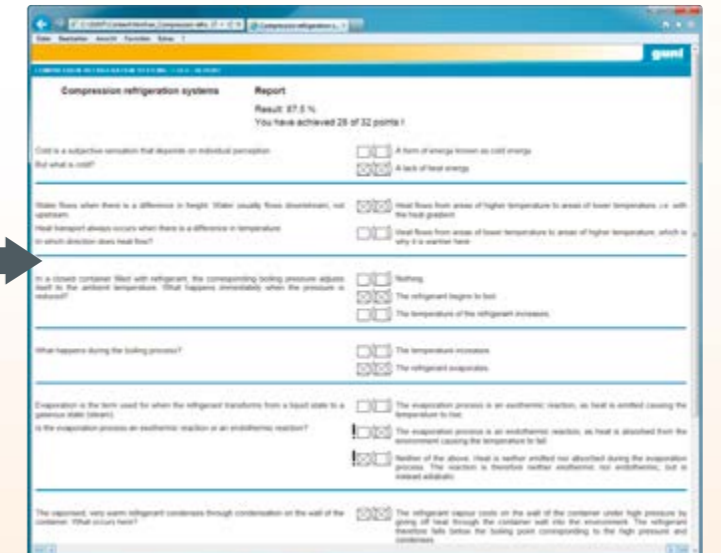 Datei Bearbeiten Ansicht Favoriten Extras ?
gunt
Compression refrigeration systems
Report
Result: 87.5 %
You have achieved 28 of 32 points !
Cold is a subjective sensation that depends on individual perception.
But what is cold?
A form of energy known as cold energy
A lack of heat energy
Water flows when there is a difference in height. Water usually flows downstream, not
upstream.
Heat transport always occurs when there is a difference in temperature.
In which direction does heat flow?
Heat flows from areas of higher temperature to areas of lower temperature, i.e. with
the heat gradient
Heat flows from areas of lower temperature to areas of higher temperature, which is
why it is warmer here
In a closed container filled with refrigerant, the corresponding boiling pressure adjusts
itself to the ambient temperature. What happens immediately when the pressure is
reduced?
Nothing
The refrigerant begins to boil
The temperature of the refrigerant increases
What happens during the boiling process?
The temperature increases
The refrigerant evaporates
Evaporation is the term used for when the refrigerant transforms from a liquid state to a
gaseous state (steam).
Is the evaporation process an exothermic reaction or an endothermic reaction?
The evaporation process is an exothermic reaction, as heat is emitted causing the
temperature to rise
The evaporation process is an endothermic reaction, as heat is absorbed from the
environment causing the temperature to fall
Neither of the above. Heat is neither emitted nor absorbed during the evaporation
process. The reaction is therefore neither exothermic nor endothermic, but is
instead adiabatic
The vaporised, very warm refrigerant condenses through condensation on the wall of the
container. What occurs here?
The refrigerant vapour cools on the wall of the container under high pressure by
giving off heat through the container wall into the environment. The refrigerant
therefore falls below the boiling point corresponding to the high pressure and
condenses